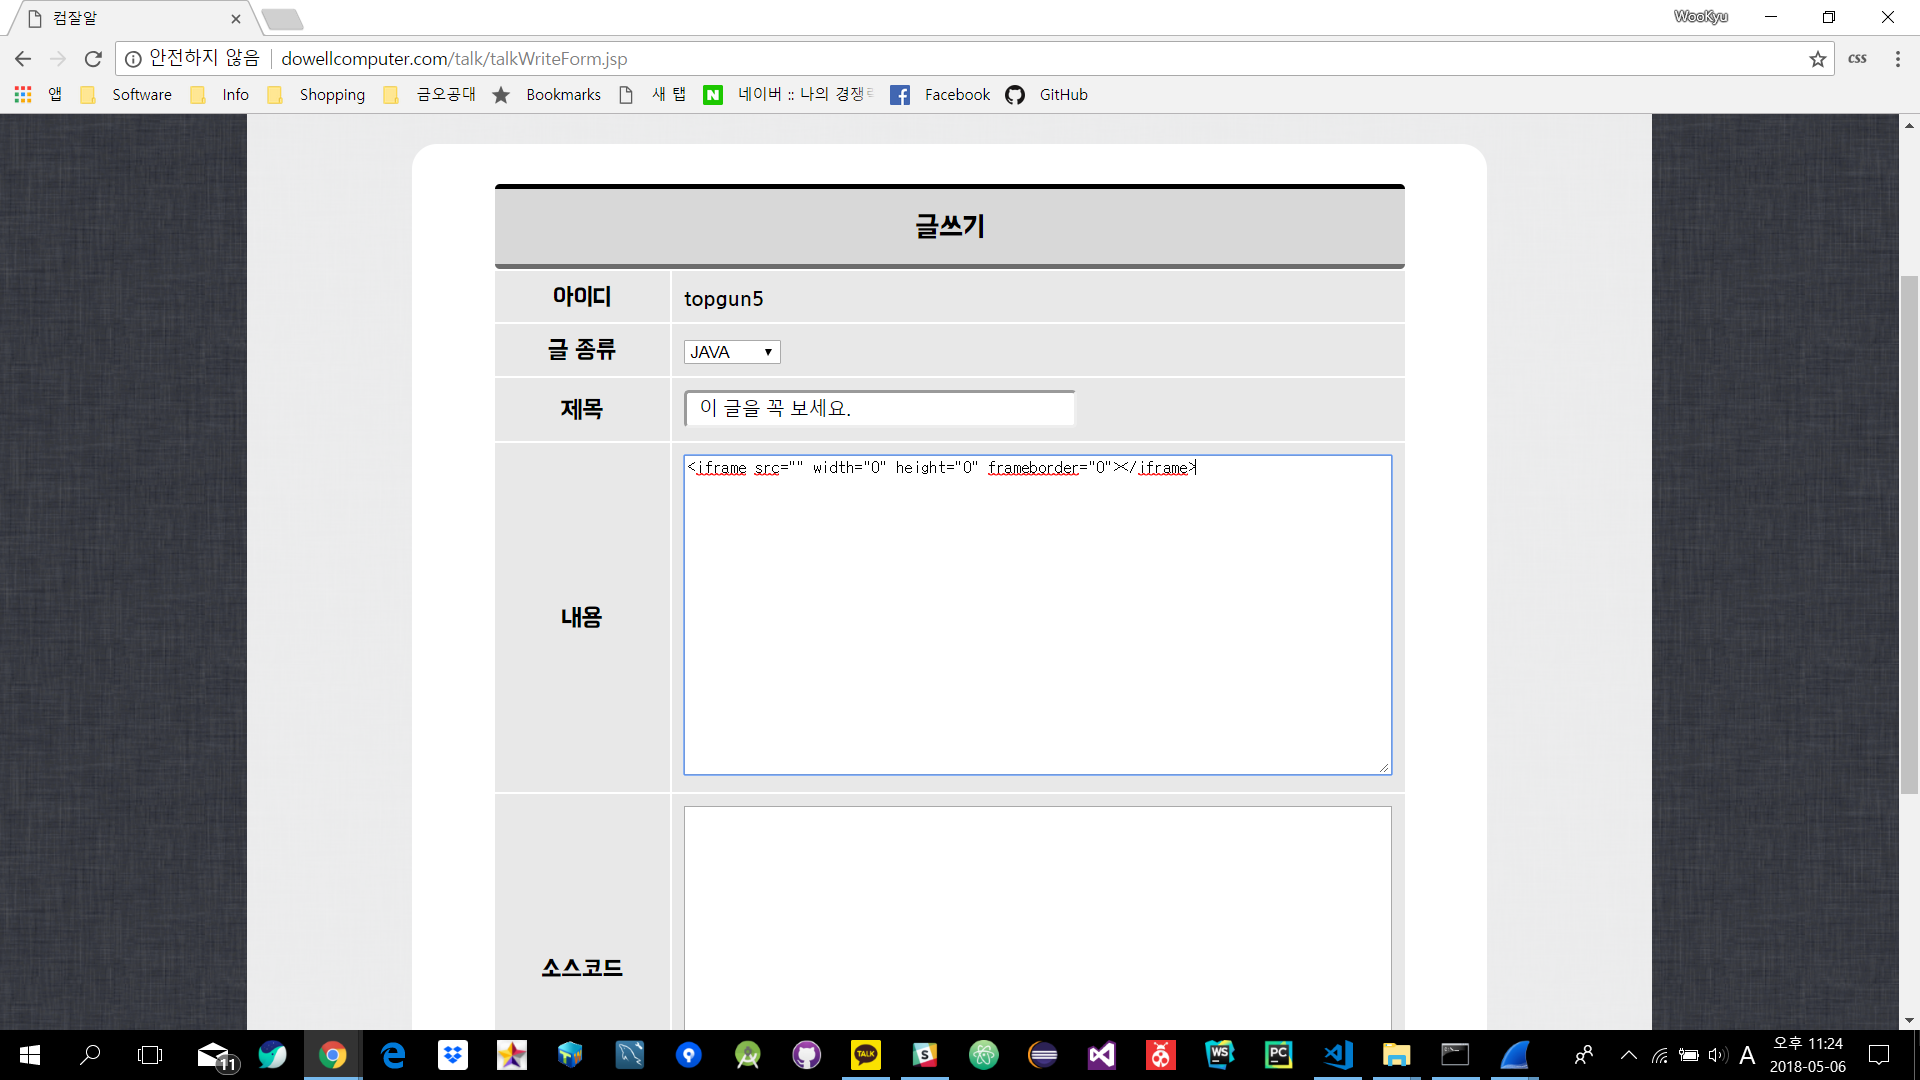 컴잘알
WooKyu
안전하지 않음 dowellcomputer.com/talk/talkWriteForm.jsp
css
앱 Software Info Shopping 금오공대 Bookmarks 새 탭 네이버 :: 나의 경쟁 Facebook GitHub
글쓰기
아이디 topgun5
글 종류 JAVA
제목 이 글을 꼭 보세요.
내용 <iframe src="" width="0" height="0" frameborder="0"></iframe>
소스코드
11
TALK
S
WS
PC
A
오후 11:24
2018-05-06